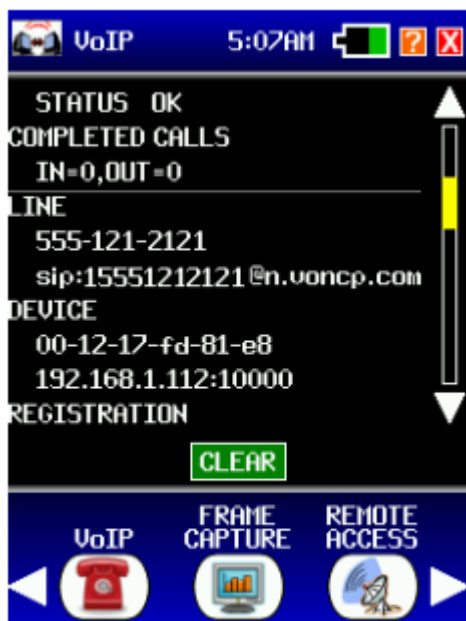 VoIP 5:07AM ? X
STATUS OK
COMPLETED CALLS
IN=0,OUT=0
LINE
555-121-2121
sip:15551212121@n.voncp.com
DEVICE
00-12-17-fd-81-e8
192.168.1.112:10000
REGISTRATION
CLEAR
VoIP
FRAME CAPTURE
REMOTE ACCESS